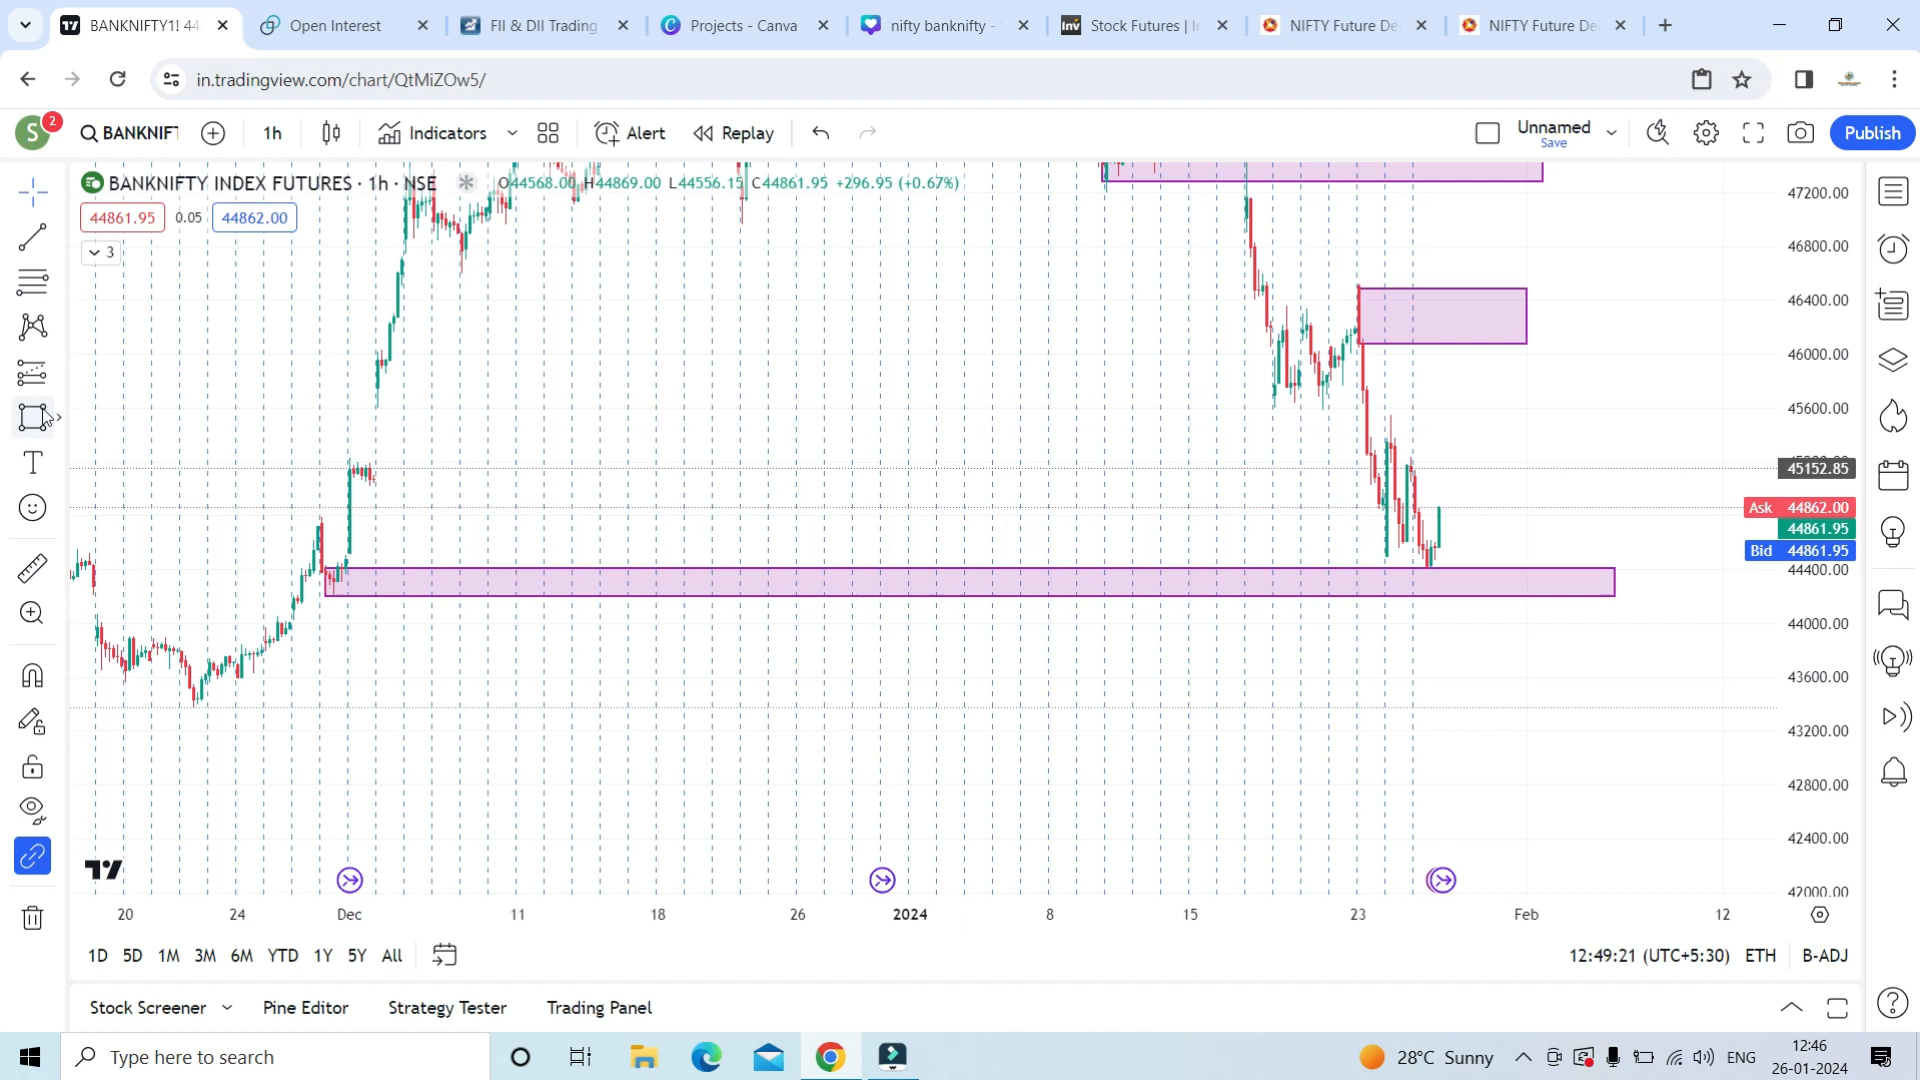 BANKNIFTY1! 44
Open Interest
FII & DII Trading
Projects - Canva
nifty banknifty -
Stock Futures | In
NIFTY Future De
NIFTY Future De
in.tradingview.com/chart/QtMiZOw5/
S
2
BANKNIFT
1h
Indicators
Alert
Replay
Unnamed
Save
Publish
BANKNIFTY INDEX FUTURES · 1h · NSE
O44568.00 H44869.00 L44556.15 C44861.95 +296.95 (+0.67%)
44861.95
0.05
44862.00
3
47200.00
46800.00
46400.00
46000.00
45600.00
45152.85
Ask 44862.00
44861.95
Bid 44861.95
44400.00
44000.00
43600.00
43200.00
42800.00
42400.00
42000.00
20
24
Dec
11
18
26
2024
8
15
23
Feb
12
1D 5D 1M 3M 6M YTD 1Y 5Y All
12:49:21 (UTC+5:30)
ETH
B-ADJ
Stock Screener
Pine Editor
Strategy Tester
Trading Panel
Type here to search
28°C Sunny
ENG
12:46
26-01-2024